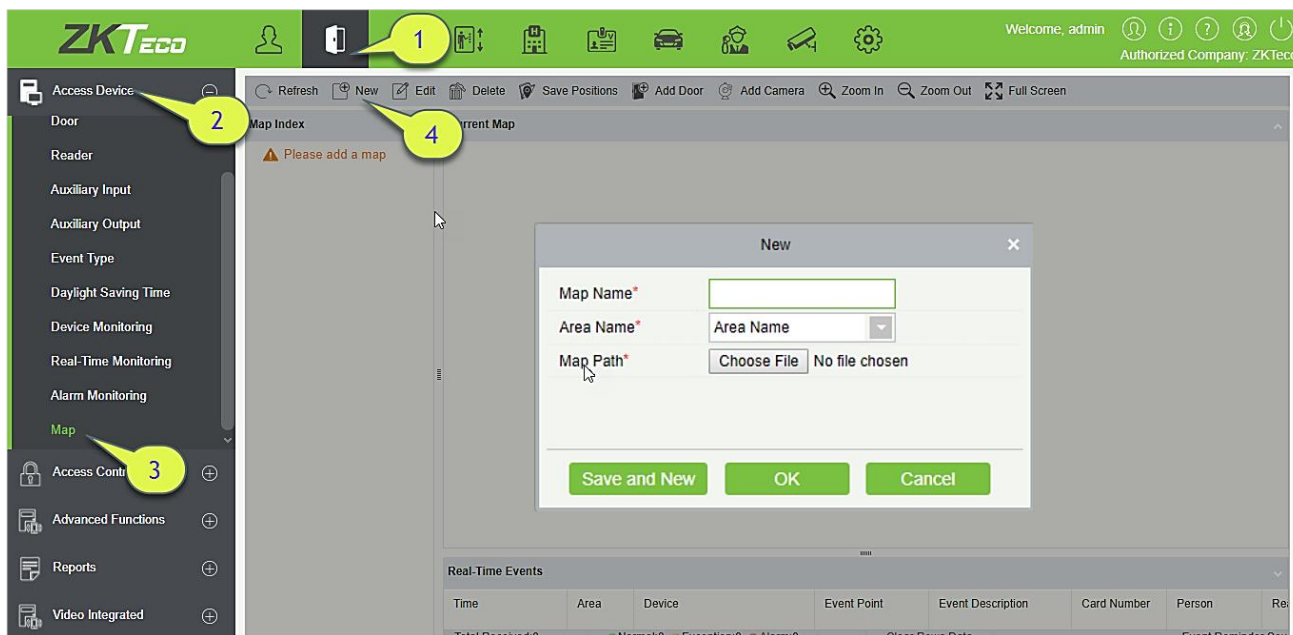 ZKTECO
1
Welcome, admin
Authorized Company: ZKTeco
Access Device
2
Door
Reader
Auxiliary Input
Auxiliary Output
Event Type
Daylight Saving Time
Device Monitoring
Real-Time Monitoring
Alarm Monitoring
Map
3
Access Contr
Advanced Functions
Reports
Video Integrated
Refresh New Edit Delete Save Positions Add Door Add Camera Zoom In Zoom Out Full Screen
4
Map Index
rrent Map
Please add a map
New
Map Name*
Area Name* Area Name
Map Path* Choose File No file chosen
Save and New OK Cancel
Real-Time Events
Time Area Device Event Point Event Description Card Number Person Rea